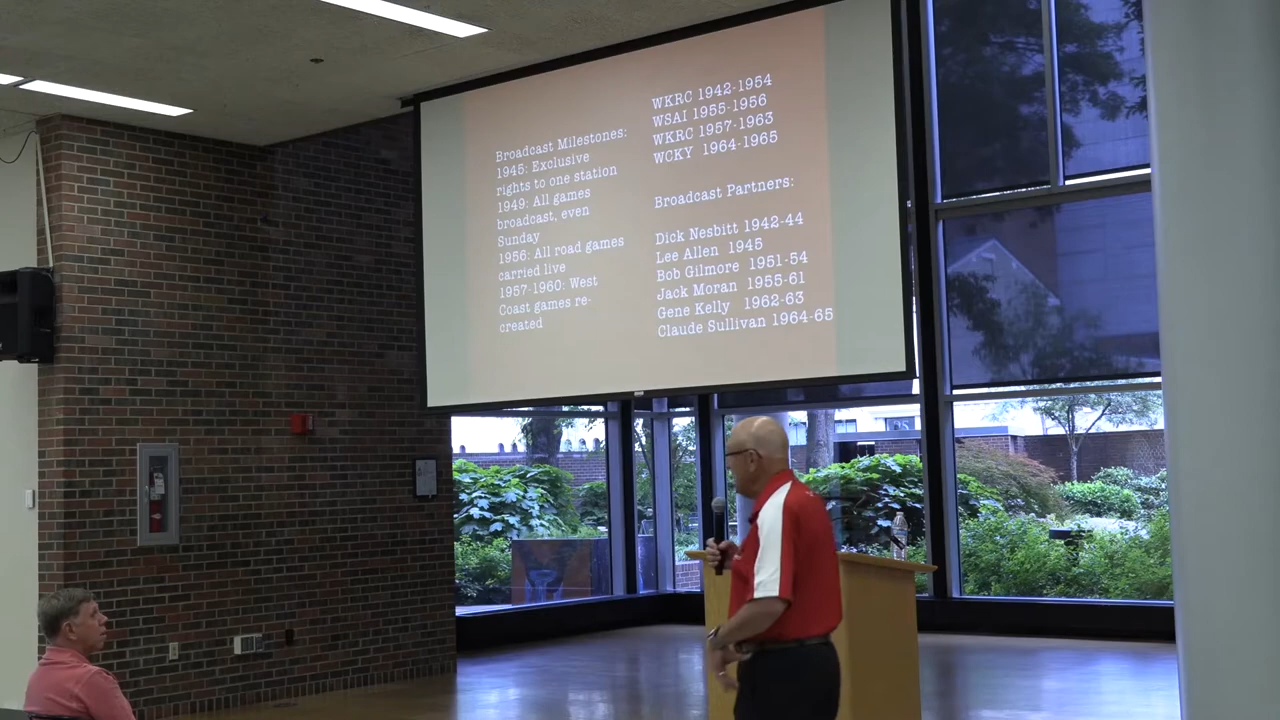 Broadcast Milestones:
1945: Exclusive
rights to one station
1949: All games
broadcast, even
Sunday
1956: All road games
carried live
1957-1960: West
Coast games re-
created
WKRC 1942-1954
WSAI 1955-1956
WKRC 1957-1963
WCKY 1964-1965
Broadcast Partners:
Dick Nesbitt 1942-44
Lee Allen 1945
Bob Gilmore 1951-54
Jack Moran 1955-61
Gene Kelly 1962-63
Claude Sullivan 1964-65